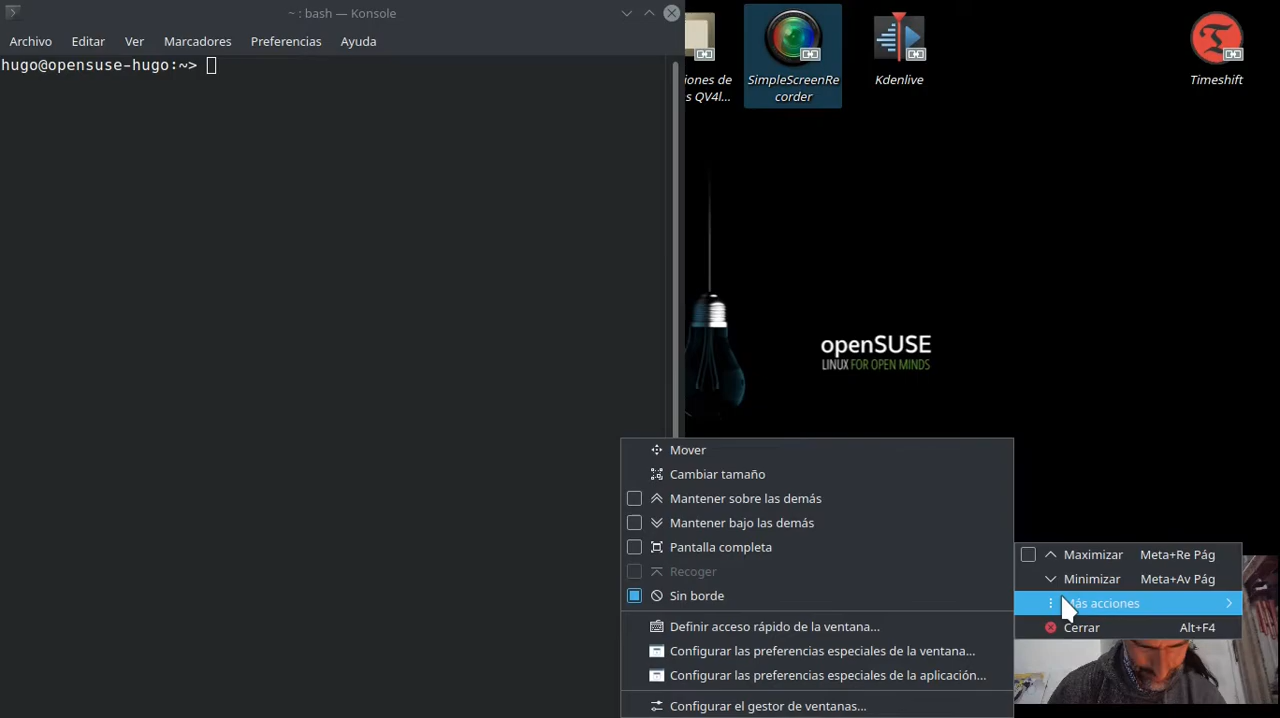 ~ : bash — Konsole
Archivo Editar Ver Marcadores Preferencias Ayuda
hugo@opensuse-hugo:~>
iones de
s QV4l...
SimpleScreenRe
corder
Kdenlive
Timeshift
openSUSE
LINUX FOR OPEN MINDS
Mover
Cambiar tamaño
Mantener sobre las demás
Mantener bajo las demás
Pantalla completa
Recoger
Sin borde
Definir acceso rápido de la ventana...
Configurar las preferencias especiales de la ventana...
Configurar las preferencias especiales de la aplicación...
Configurar el gestor de ventanas...
Maximizar Meta+Re Pág
Minimizar Meta+Av Pág
ás acciones
Cerrar Alt+F4